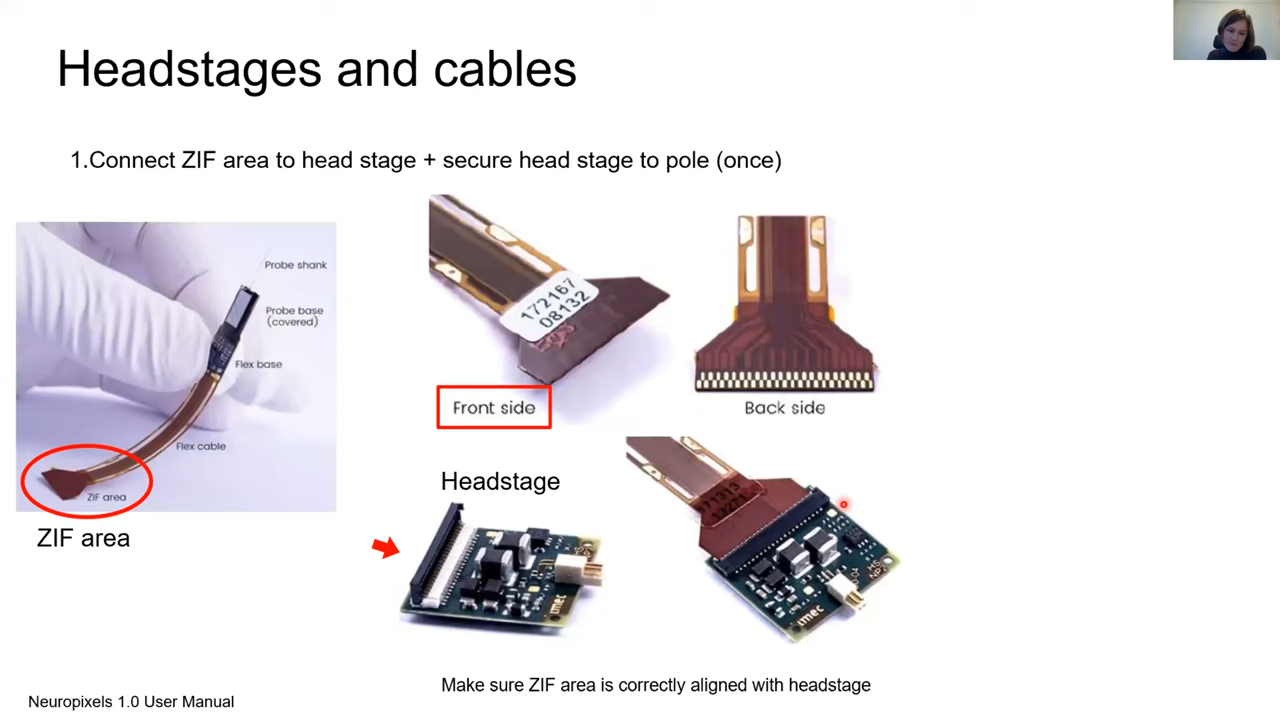 Headstages and cables
1.Connect ZIF area to head stage + secure head stage to pole (once)
Probe shank
Probe base
(covered)
Flex base
Flex cable
ZIF area
ZIF area
172167
08132
Front side
Back side
Headstage
imec
HS
imec
Make sure ZIF area is correctly aligned with headstage
Neuropixels 1.0 User Manual